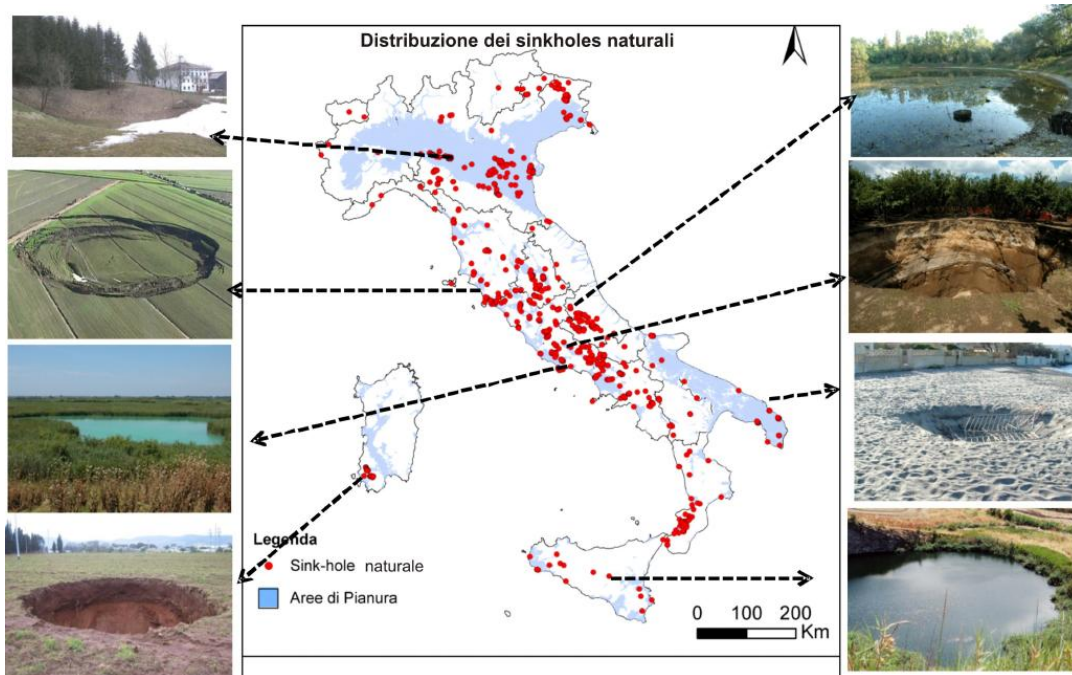 Distribuzione dei sinkholes naturali
Legenda
Sink-hole naturale
Aree di Pianura
0 100 200
Km